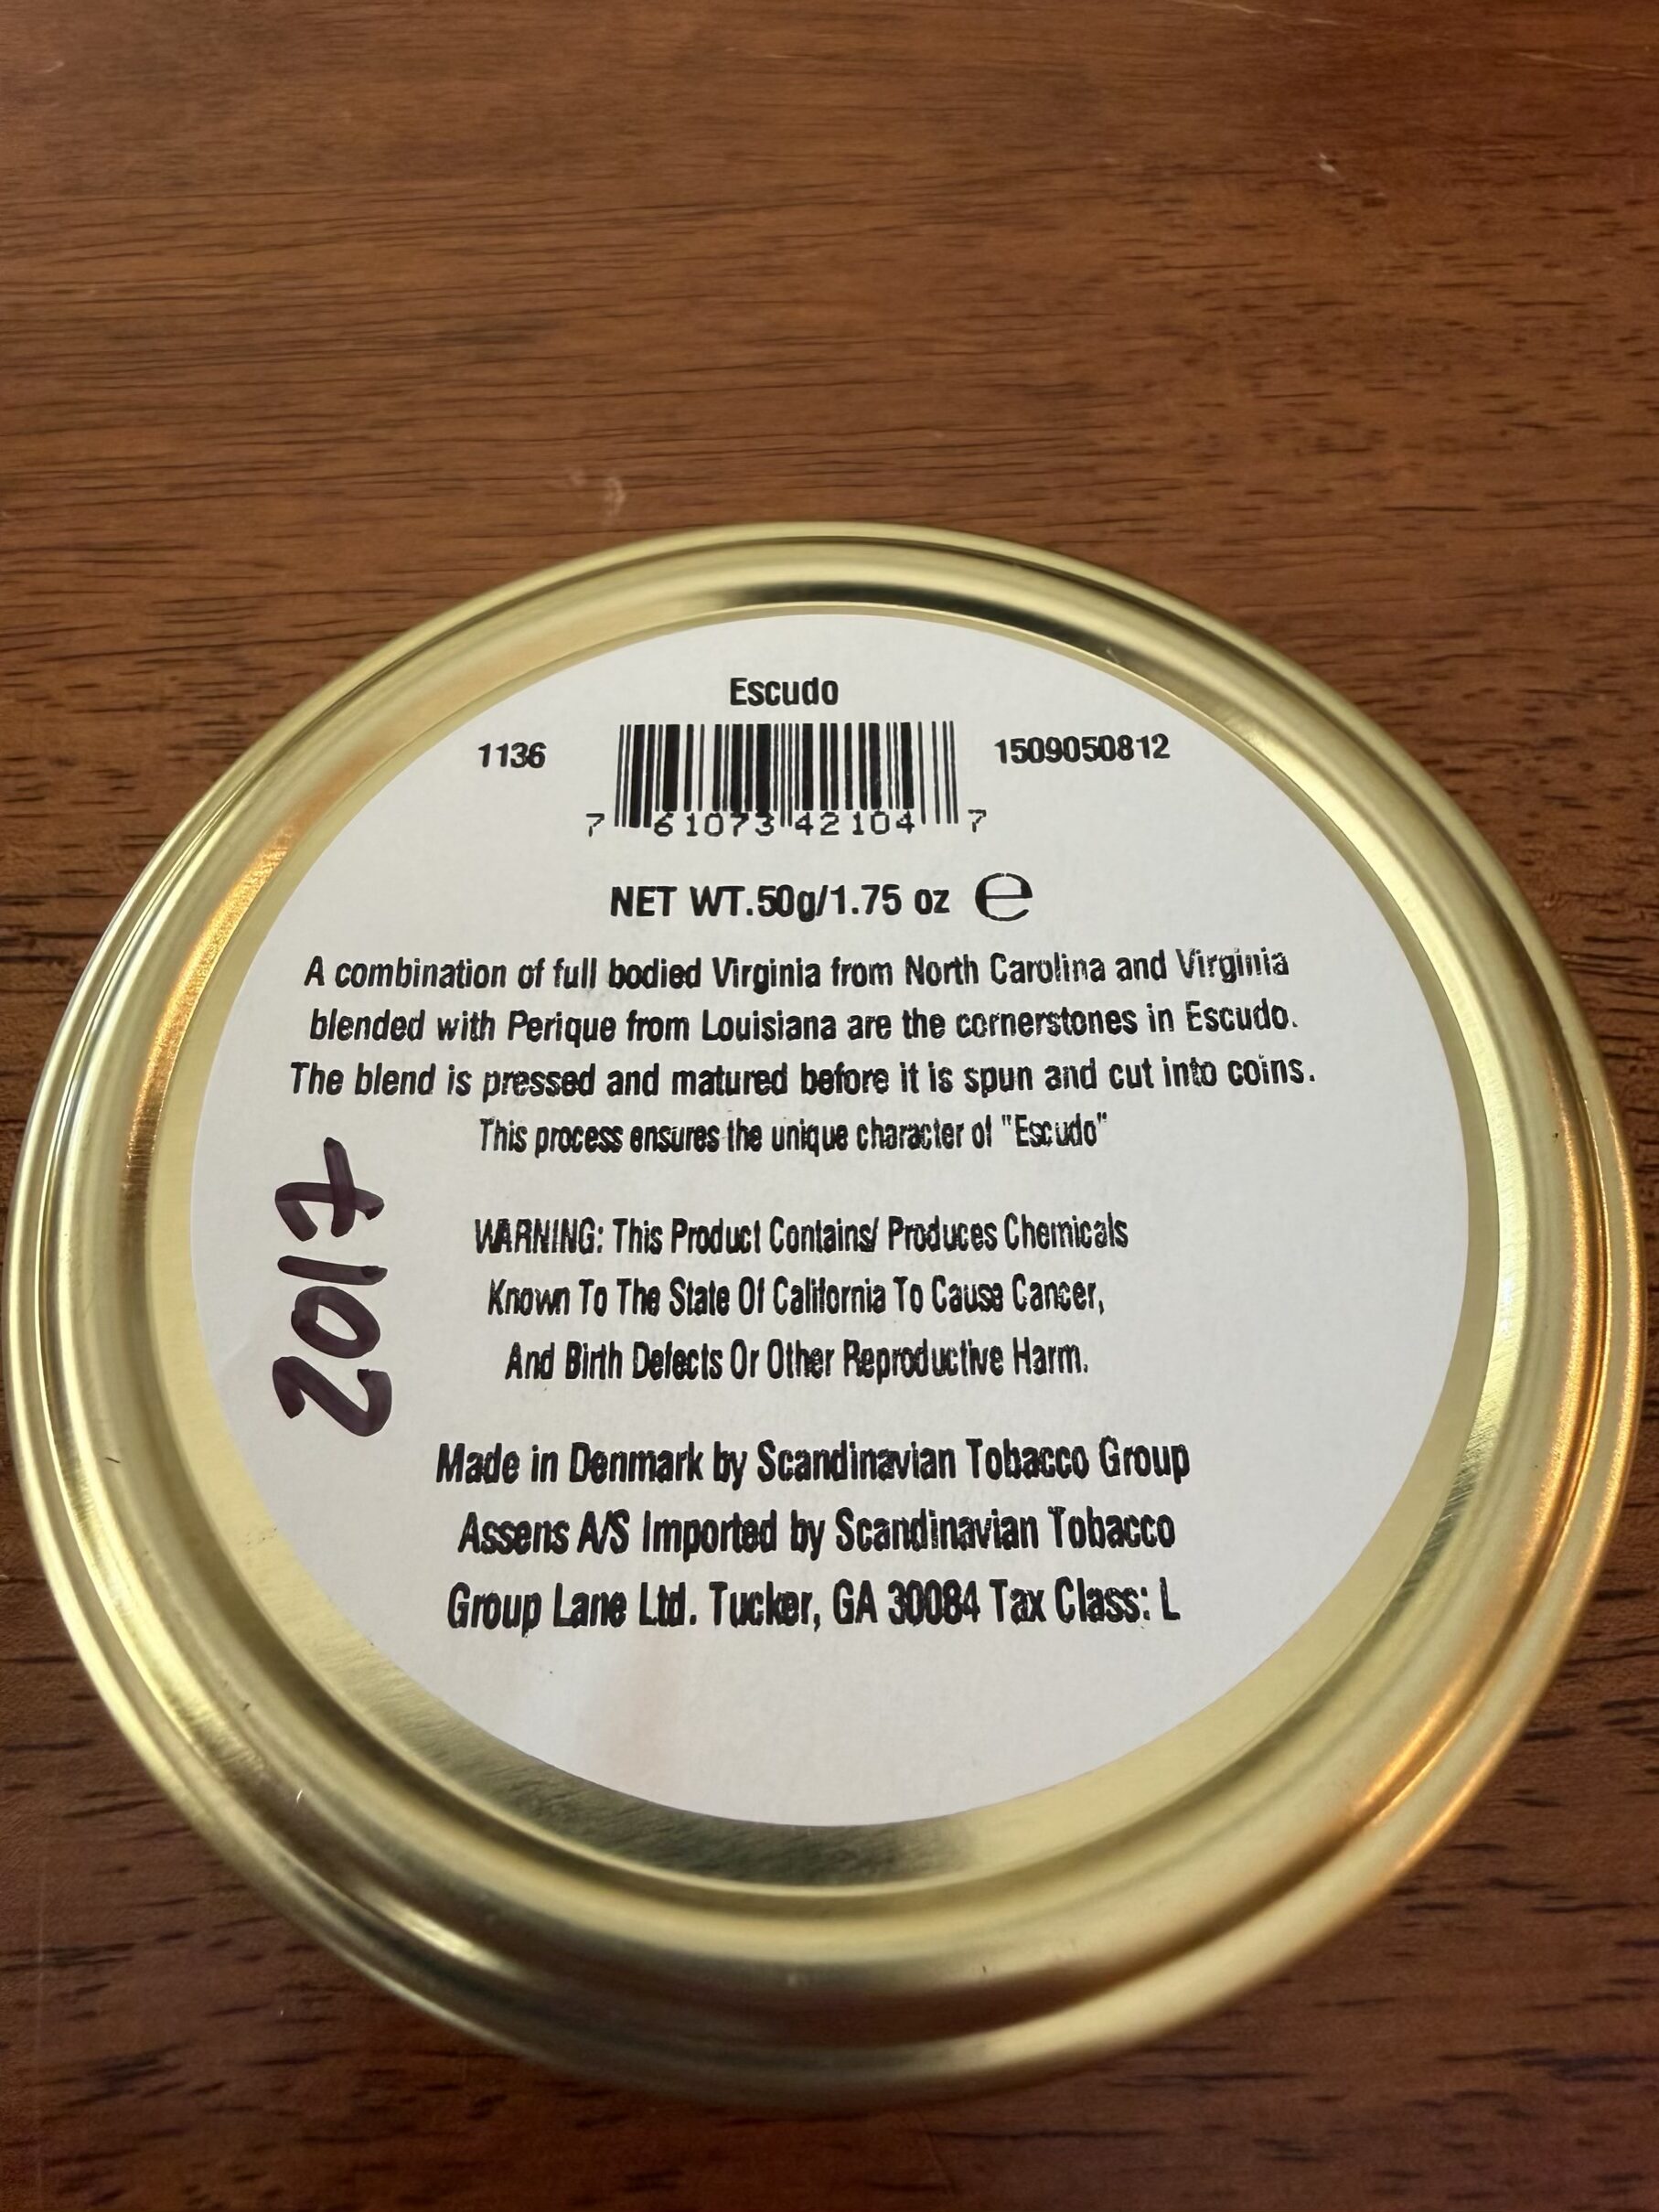 Escudo
1136
1509050812
7 61073 42104 7
NET WT.50g/1.75 oz ℮
A combination of full bodied Virginia from North Carolina and Virginia
blended with Perique from Louisiana are the cornerstones in Escudo.
The blend is pressed and matured before it is spun and cut into coins.
This process ensures the unique character of "Escudo"
2017
WARNING: This Product Contains/ Produces Chemicals
Known To The State Of California To Cause Cancer,
And Birth Defects Or Other Reproductive Harm.
Made in Denmark by Scandinavian Tobacco Group
Assens A/S Imported by Scandinavian Tobacco
Group Lane Ltd. Tucker, GA 30084 Tax Class: L